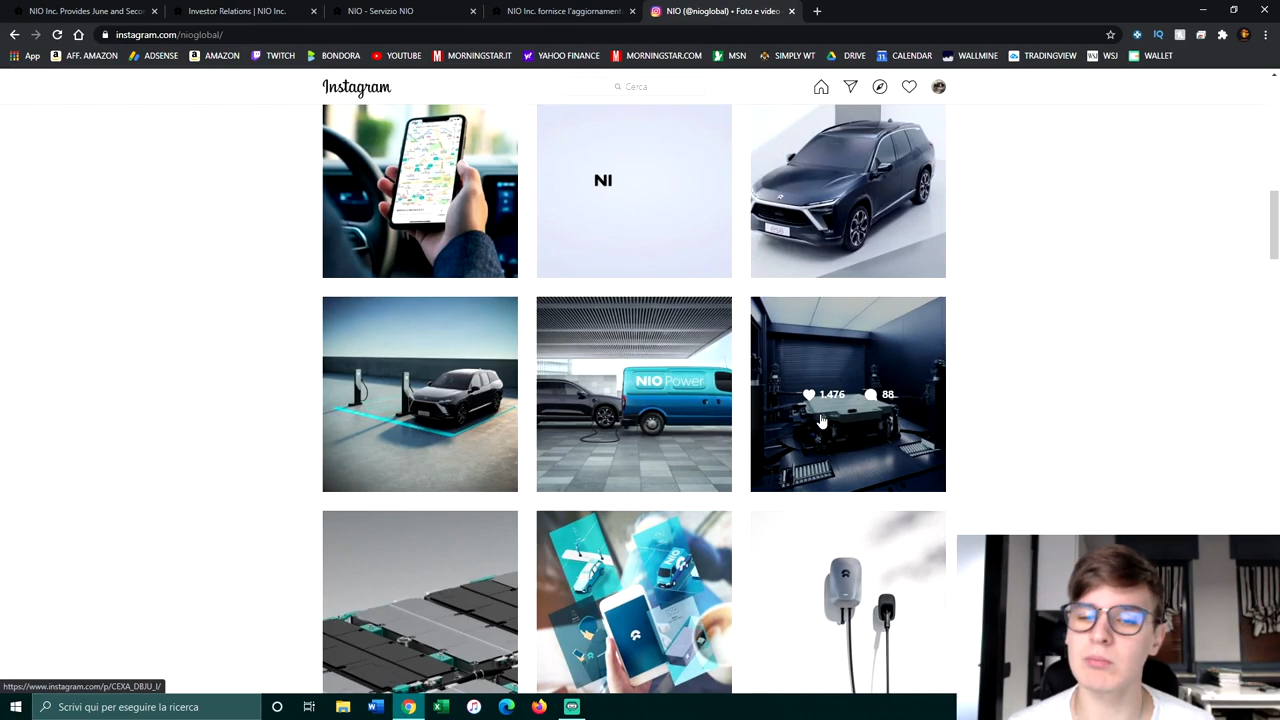 NIO Inc. Provides June and Secon
Investor Relations | NIO Inc.
NIO - Servizio NIO
NIO Inc. fornisce l'aggiornament
NIO (@nioglobal) • Foto e video
instagram.com/nioglobal/
App
AFF. AMAZON
ADSENSE
AMAZON
TWITCH
BONDORA
YOUTUBE
MORNINGSTAR.IT
YAHOO FINANCE
MORNINGSTAR.COM
MSN
SIMPLY WT
DRIVE
CALENDAR
WALLMINE
TRADINGVIEW
WSJ
WALLET
Instagram
Cerca
NI
NIO Power
1.476
88
https://www.instagram.com/p/CEXA_DBJU_I/
Scrivi qui per eseguire la ricerca